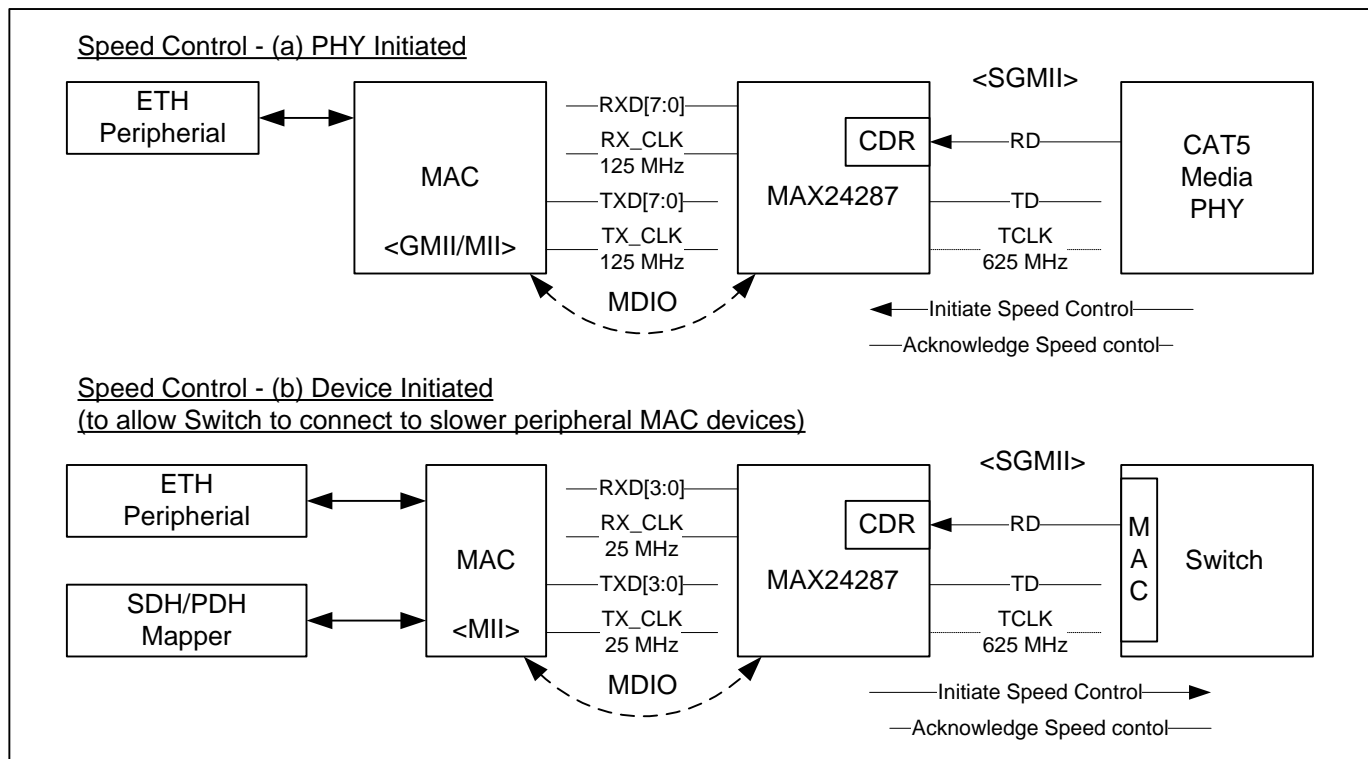 Speed Control - (a) PHY Initiated
<SGMII>
ETH
Peripherial
MAC
<GMII/MII>
RXD[7:0]
RX_CLK
125 MHz
TXD[7:0]
TX_CLK
125 MHz
MDIO
CDR
MAX24287
RD
TD
TCLK
625 MHz
CAT5
Media
PHY
Initiate Speed Control
Acknowledge Speed contol
Speed Control - (b) Device Initiated
(to allow Switch to connect to slower peripheral MAC devices)
<SGMII>
ETH
Peripherial
SDH/PDH
Mapper
MAC
<MII>
RXD[3:0]
RX_CLK
25 MHz
TXD[3:0]
TX_CLK
25 MHz
MDIO
CDR
MAX24287
RD
TD
TCLK
625 MHz
M
A
C
Switch
Initiate Speed Control
Acknowledge Speed contol